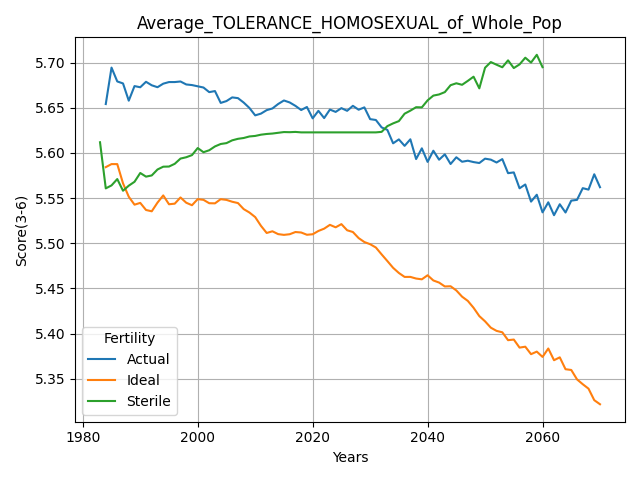 Average_TOLERANCE_HOMOSEXUAL_of_Whole_Pop
Score(3-6)
5.70
5.65
5.60
5.55
5.50
5.45
5.40
5.35
Fertility
Actual
Ideal
Sterile
1980
2000
2020
2040
2060
Years